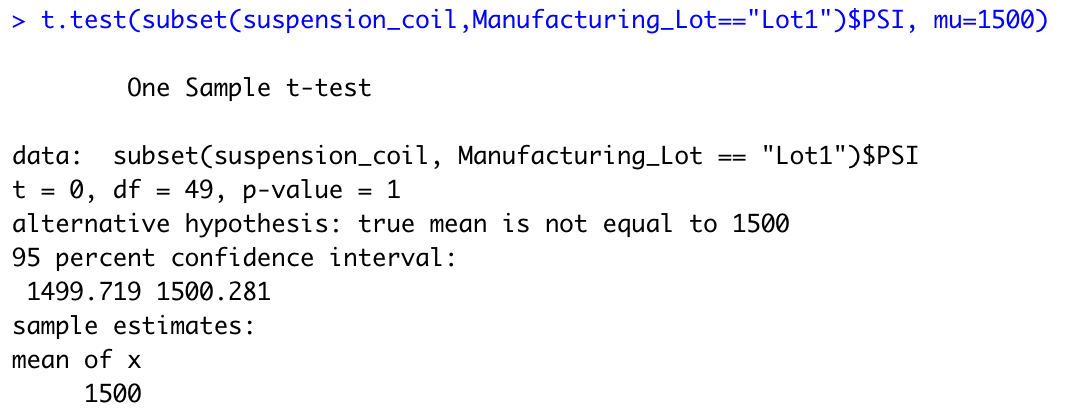 > t.test(subset(suspension_coil,Manufacturing_Lot=="Lot1")$PSI, mu=1500)
One Sample t-test
data:  subset(suspension_coil, Manufacturing_Lot == "Lot1")$PSI
t = 0, df = 49, p-value = 1
alternative hypothesis: true mean is not equal to 1500
95 percent confidence interval:
1499.719 1500.281
sample estimates:
mean of x
1500